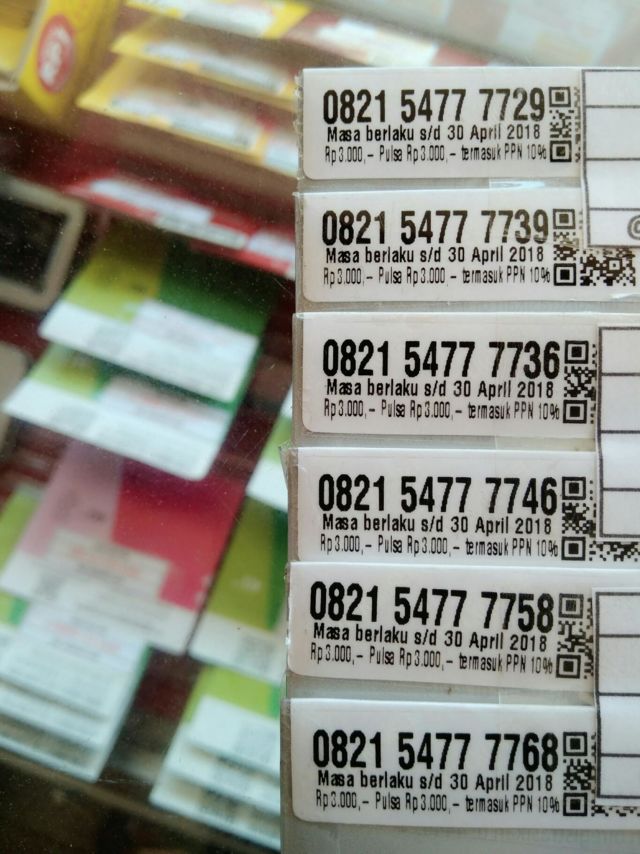 0821 5477 7729
Masa berlaku s/d 30 April 2018
Rp3.000,– Pulsa Rp3.000,– termasuk PPN 10%
0821 5477 7739
Masa berlaku s/d 30 April 2018
Rp3.000,– Pulsa Rp3.000,– termasuk PPN 10%
0821 5477 7736
Masa berlaku s/d 30 April 2018
Rp3.000,– Pulsa Rp3.000,– termasuk PPN 10%
0821 5477 7746
Masa berlaku s/d 30 April 2018
Rp3.000,– Pulsa Rp3.000,– termasuk PPN 10%
0821 5477 7758
Masa berlaku s/d 30 April 2018
Rp3.000,– Pulsa Rp3.000,– termasuk PPN 10%
0821 5477 7768
Masa berlaku s/d 30 April 2018
Rp3.000,– Pulsa Rp3.000,– termasuk PPN 10%